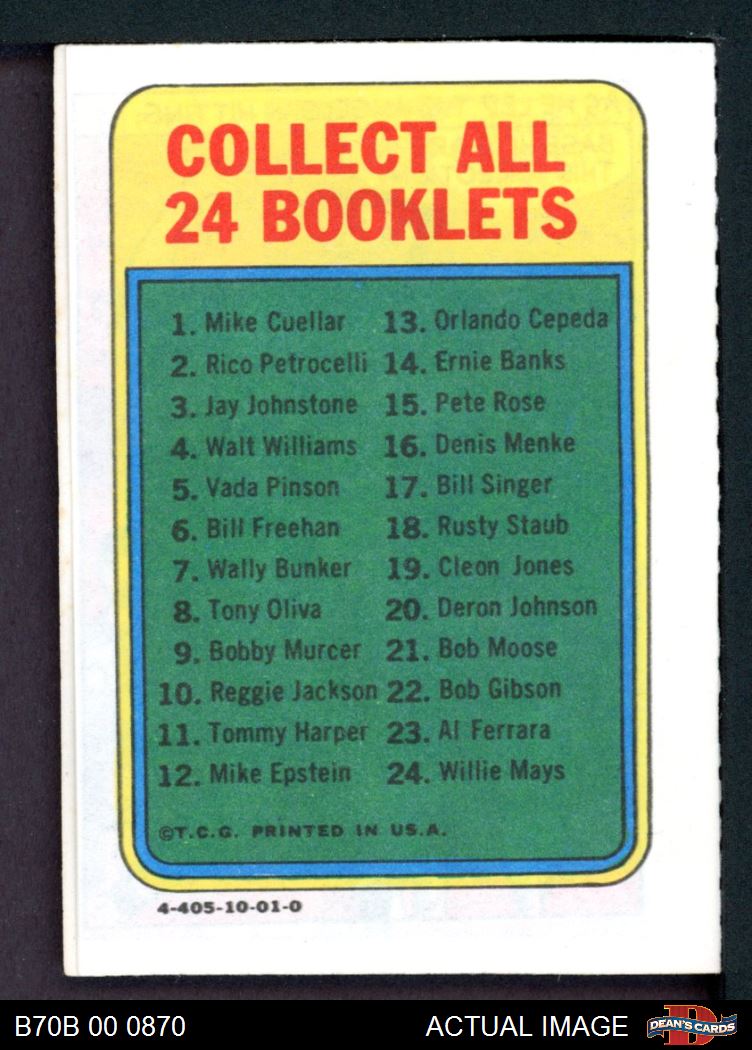 COLLECT ALL
24 BOOKLETS
1. Mike Cuellar
2. Rico Petrocelli
3. Jay Johnstone
4. Walt Williams
5. Vada Pinson
6. Bill Freehan
7. Wally Bunker
8. Tony Oliva
9. Bobby Murcer
10. Reggie Jackson
11. Tommy Harper
12. Mike Epstein
13. Orlando Cepeda
14. Ernie Banks
15. Pete Rose
16. Denis Menke
17. Bill Singer
18. Rusty Staub
19. Cleon Jones
20. Deron Johnson
21. Bob Moose
22. Bob Gibson
23. Al Ferrara
24. Willie Mays
©T.C.G. PRINTED IN U.S.A.
4-405-10-01-0
B70B 00 0870
ACTUAL IMAGE
DEAN'S CARDS